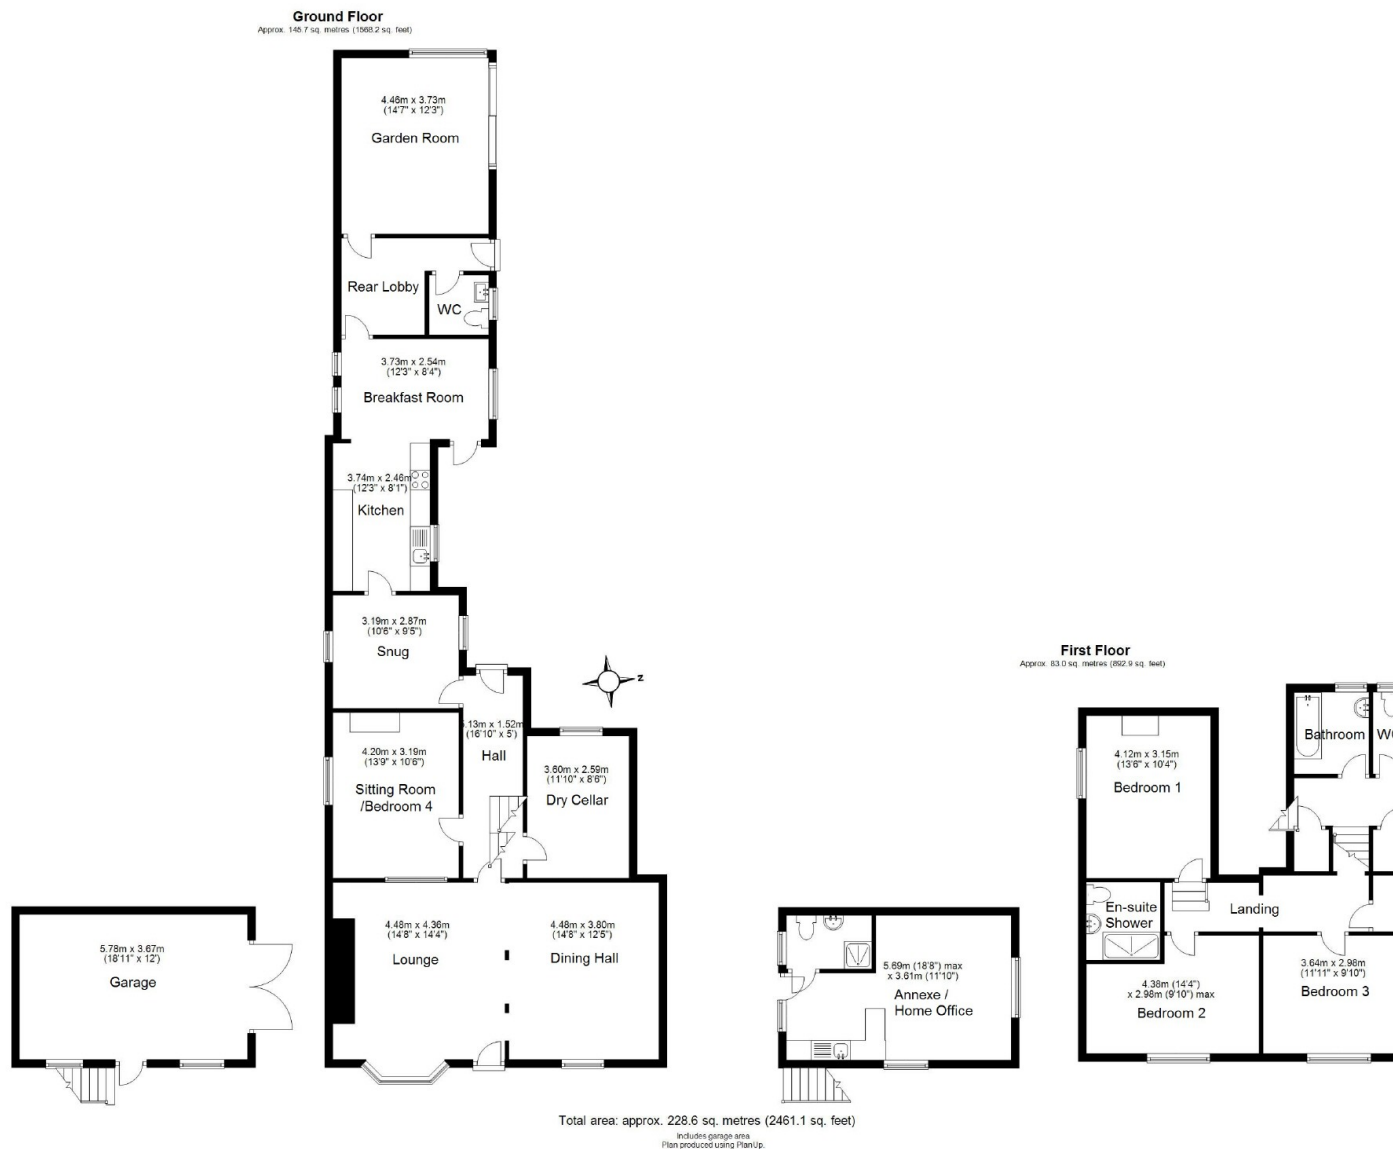 Ground Floor
Approx. 145.7 sq. metres (1568.2 sq. feet)
4.46m x 3.73m
(14'7" x 12'3")
Garden Room
Rear Lobby
WC
3.73m x 2.54m
(12'3" x 8'4")
Breakfast Room
3.74m x 2.46m
(12'3" x 8'1")
Kitchen
3.19m x 2.87m
(10'6" x 9'5")
Snug
z
.13m x 1.52m
(16'10" x 5')
Hall
4.20m x 3.19m
(13'9" x 10'6")
Sitting Room
/Bedroom 4
3.60m x 2.59m
(11'10" x 8'6")
Dry Cellar
4.48m x 4.36m
(14'8" x 14'4")
Lounge
4.48m x 3.80m
(14'8" x 12'5")
Dining Hall
5.78m x 3.67m
(18'11" x 12')
Garage
5.69m (18'8") max
x 3.61m (11'10")
Annexe /
Home Office
First Floor
Approx. 83.0 sq. metres (892.9 sq. feet)
Bathroom
4.12m x 3.15m
(13'6" x 10'4")
Bedroom 1
En-suite
Shower
Landing
4.38m (14'4")
x 2.98m (9'10") max
Bedroom 2
3.64m x 2.98m
(11'11" x 9'10")
Bedroom 3
Total area: approx. 228.6 sq. metres (2461.1 sq. feet)
Includes garage area
Plan produced using PlanUp.